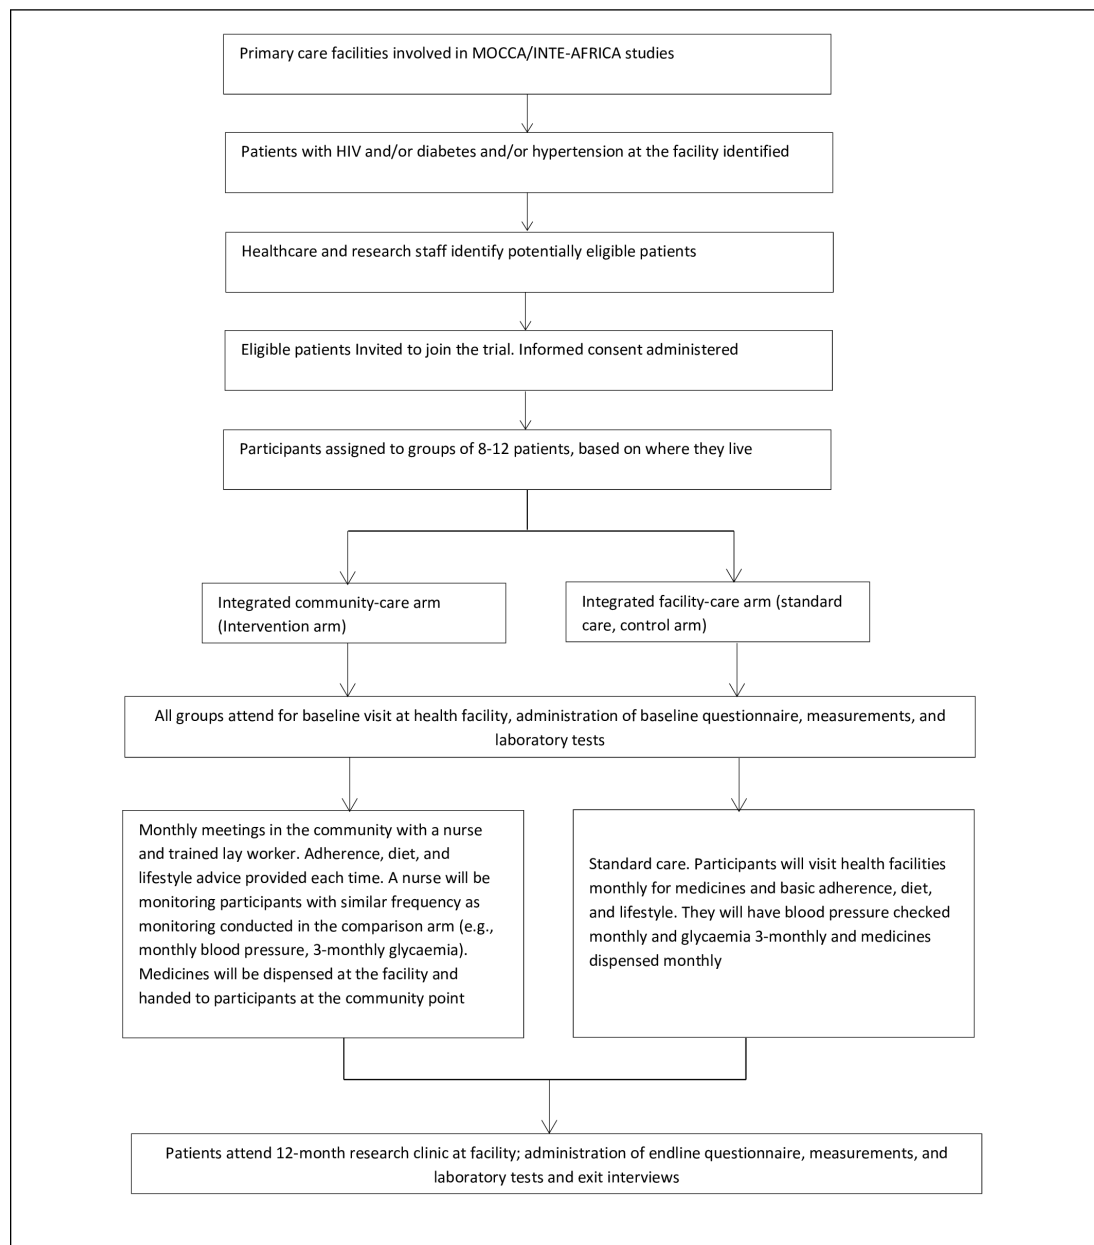 Primary care facilities involved in MOCCA/INTE-AFRICA studies
Patients with HIV and/or diabetes and/or hypertension at the facility identified
Healthcare and research staff identify potentially eligible patients
Eligible patients Invited to join the trial. Informed consent administered
Participants assigned to groups of 8-12 patients, based on where they live
Integrated community-care arm
(Intervention arm)
Integrated facility-care arm (standard
care, control arm)
All groups attend for baseline visit at health facility, administration of baseline questionnaire, measurements, and
laboratory tests
Monthly meetings in the community with a nurse
and trained lay worker. Adherence, diet, and
lifestyle advice provided each time. A nurse will be
monitoring participants with similar frequency as
monitoring conducted in the comparison arm (e.g.,
monthly blood pressure, 3-monthly glycaemia).
Medicines will be dispensed at the facility and
handed to participants at the community point
Standard care. Participants will visit health facilities
monthly for medicines and basic adherence, diet,
and lifestyle. They will have blood pressure checked
monthly and glycaemia 3-monthly and medicines
dispensed monthly
Patients attend 12-month research clinic at facility; administration of endline questionnaire, measurements, and
laboratory tests and exit interviews